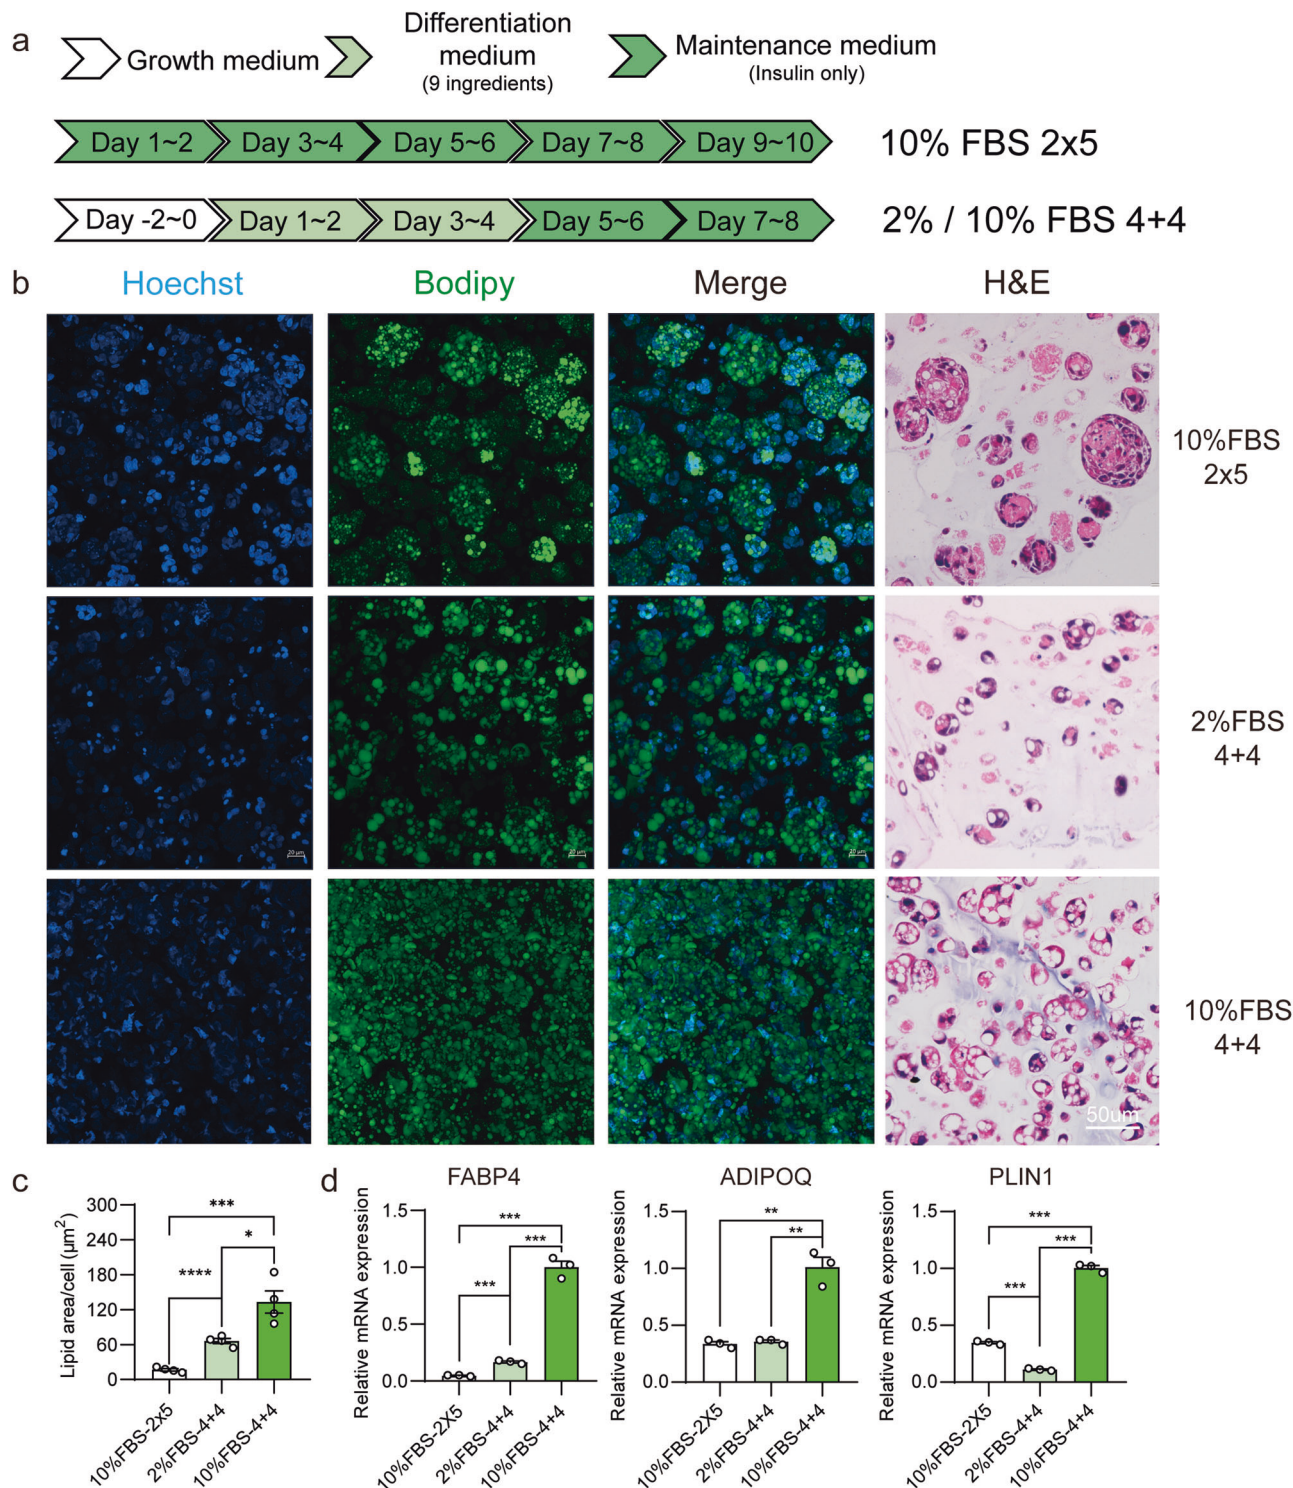 a
Growth medium
Differentiation
medium
(9 ingredients)
Maintenance medium
(Insulin only)
Day 1~2
Day 3~4
Day 5~6
Day 7~8
Day 9~10
10% FBS 2x5
Day -2~0
Day 1~2
Day 3~4
Day 5~6
Day 7~8
2% / 10% FBS 4+4
b
Hoechst
Bodipy
Merge
H&E
10%FBS
2x5
20 µm
20 µm
20 µm
2%FBS
4+4
50um
10%FBS
4+4
c
Lipid area/cell (µm²)
300
240
180
120
60
0
***
*
****
10%FBS-2X5
2%FBS-4+4
10%FBS-4+4
d
FABP4
Relative mRNA expression
1.5
1.0
0.5
0.0
***
***
***
10%FBS-2X5
2%FBS-4+4
10%FBS-4+4
ADIPOQ
Relative mRNA expression
1.5
1.0
0.5
0.0
**
**
10%FBS-2X5
2%FBS-4+4
10%FBS-4+4
PLIN1
Relative mRNA expression
1.5
1.0
0.5
0.0
***
***
***
10%FBS-2X5
2%FBS-4+4
10%FBS-4+4